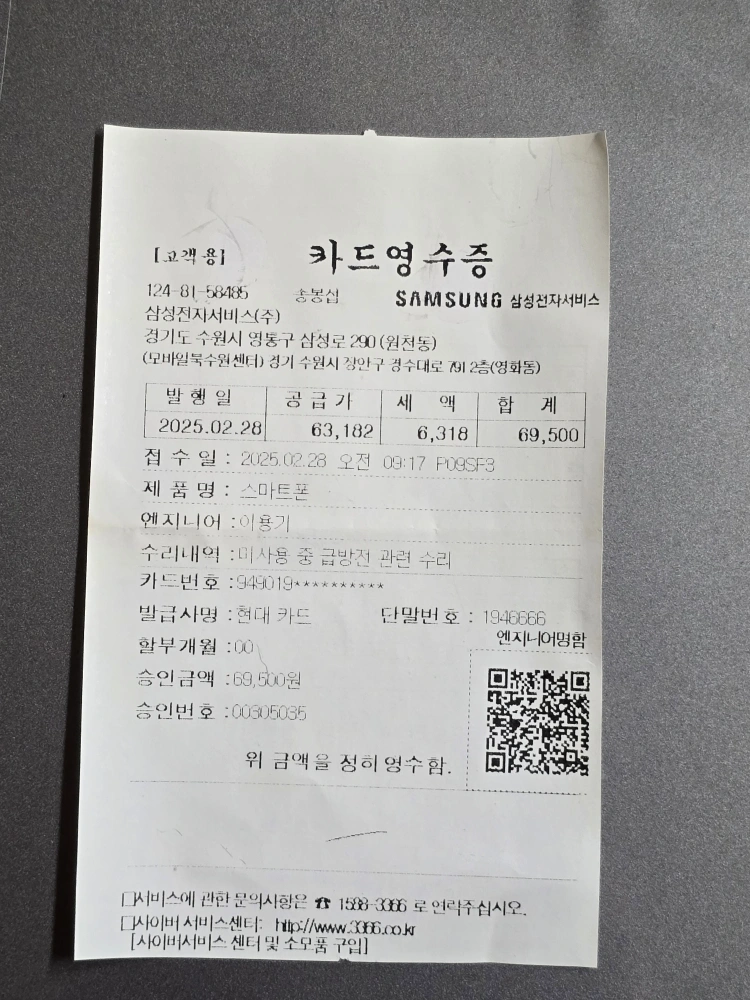 [고객용] 카드영수증
124-81-58485 송봉섭 SAMSUNG 삼성전자서비스
삼성전자서비스(주)
경기도 수원시 영통구 삼성로 290 (원천동)
(모바일북수원센터) 경기 수원시 장안구 경수대로 791 2층(영화동)
발행일 공급가 세 액 합 계
2025.02.28 63,182 6,318 69,500
접수일 : 2025.02.28 오전 09:17 P09SF3
제품명 : 스마트폰
엔지니어 :이용기
수리내역 :미사용 중 급방전 관련 수리
카드번호 :949019**********
발급사명 :현대 카드 단말번호 : 1946666
엔지니어명함
할부개월 :00
승인금액 :69,500원
승인번호 :00305035
위 금액을 정히영수함.
□서비스에 관한 문의사항은 ☎ 1588-3366 로 연락주십시오.
□사이버 서비스센터: http://www.3366.co.kr
[사이버서비스 센터 및 소모품 구입]